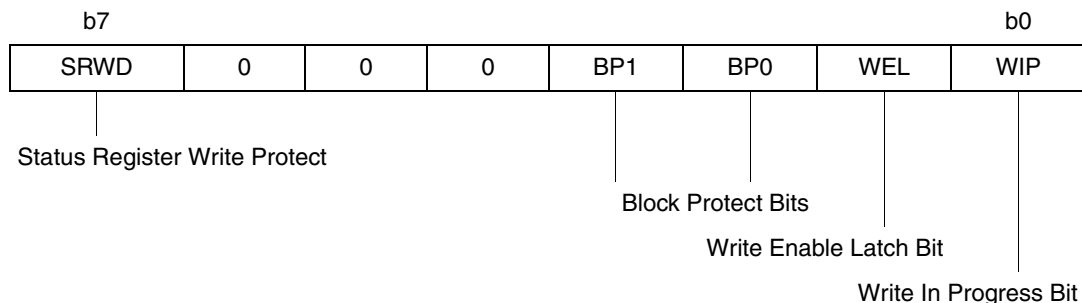 b7 b0
SRWD 0 0 0 BP1 BP0 WEL WIP
Status Register Write Protect
Block Protect Bits
Write Enable Latch Bit
Write In Progress Bit